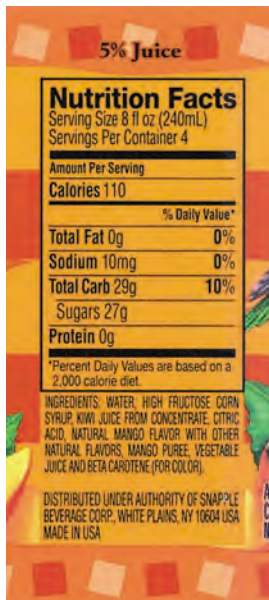 5% Juice
Nutrition Facts
Serving Size 8 fl oz (240mL)
Servings Per Container 4
Amount Per Serving
Calories 110
% Daily Value*
Total Fat 0g 0%
Sodium 10mg 0%
Total Carb 29g 10%
Sugars 27g
Protein 0g
*Percent Daily Values are based on a
2,000 calorie diet.
INGREDIENTS: WATER, HIGH FRUCTOSE CORN
SYRUP, KIWI JUICE FROM CONCENTRATE, CITRIC
ACID, NATURAL MANGO FLAVOR WITH OTHER
NATURAL FLAVORS, MANGO PUREE, VEGETABLE
JUICE AND BETA CAROTENE (FOR COLOR).
DISTRIBUTED UNDER AUTHORITY OF SNAPPLE
BEVERAGE CORP., WHITE PLAINS, NY 10604 USA
MADE IN USA